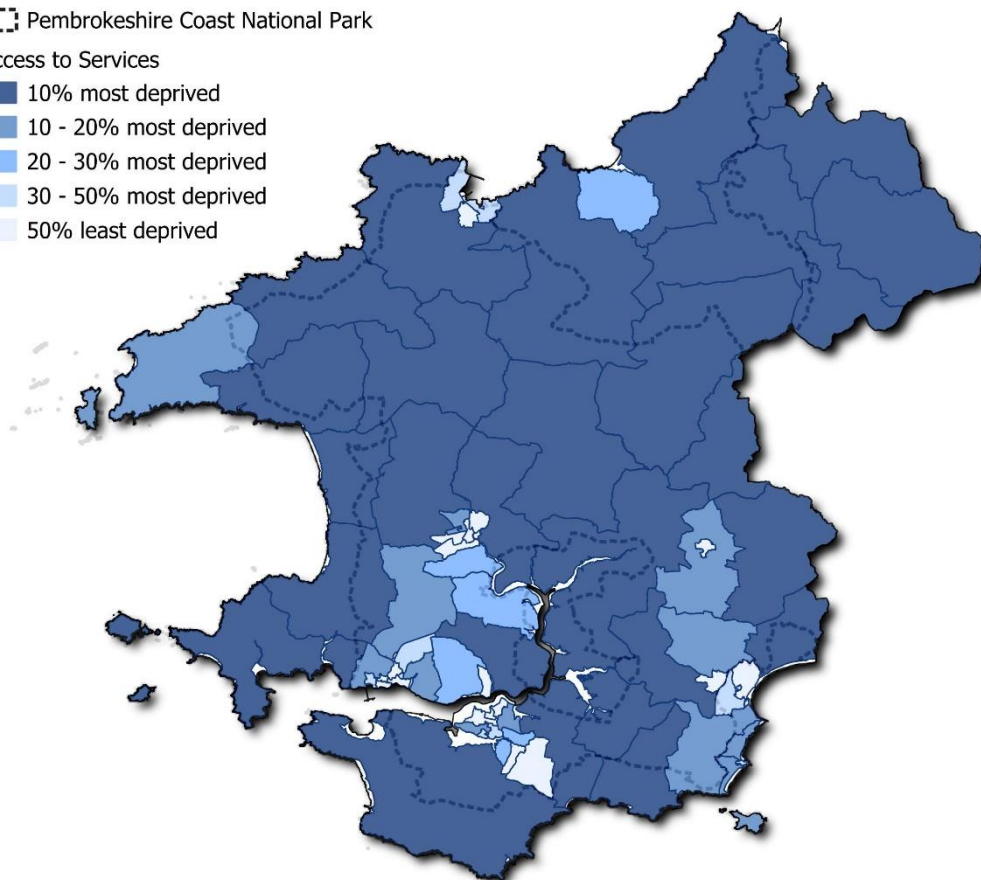 Pembrokeshire Coast National Park
ccess to Services
10% most deprived
10 - 20% most deprived
20 - 30% most deprived
30 - 50% most deprived
50% least deprived